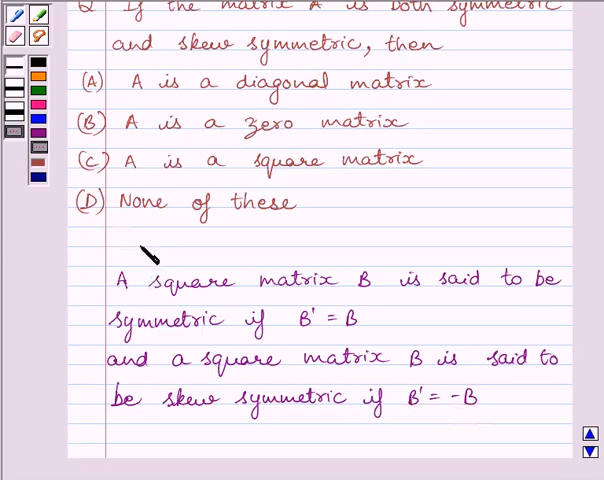 Q If the matrix A is both symmetric
and skew symmetric, then
(A) A is a diagonal matrix
(B) A is a zero matrix
(C) A is a square matrix
(D) None of these
A square matrix B is said to be
symmetric if B' = B
and a square matrix B is said to
be skew symmetric if B' = -B